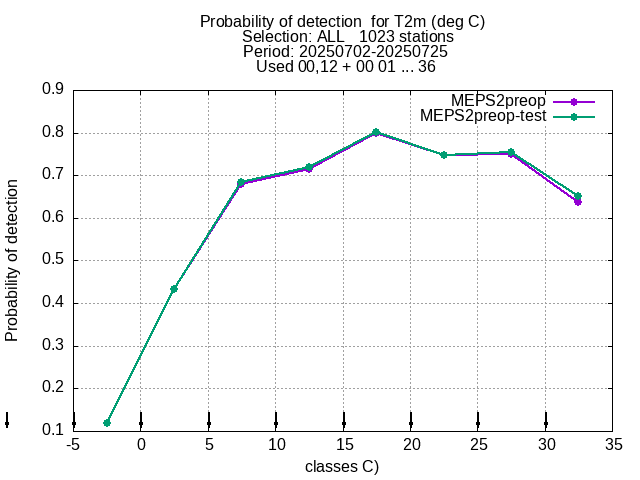 Probability of detection  for T2m (deg C)
Selection: ALL   1023 stations
Period: 20250702-20250725
Used 00,12 + 00 01 ... 36
MEPS2preop
MEPS2preop-test
Probability of detection
0.9
0.8
0.7
0.6
0.5
0.4
0.3
0.2
0.1
-5 0 5 10 15 20 25 30 35
classes C)